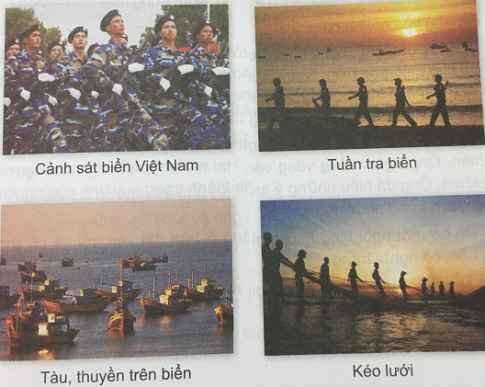 Cảnh sát biển Việt Nam
Tuần tra biển
Tàu, thuyền trên biển
Kéo lưới